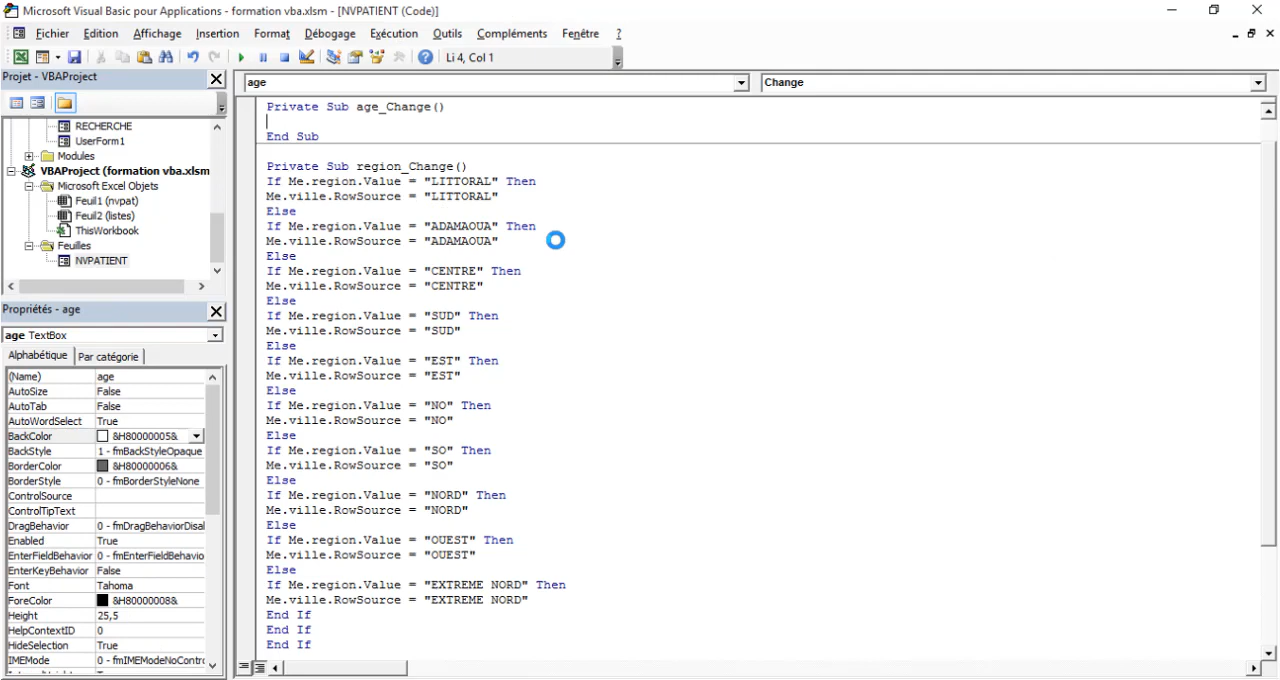 Microsoft Visual Basic pour Applications - formation vba.xlsm - [NVPATIENT (Code)]
Fichier Edition Affichage Insertion Format Débogage Exécution Outils Compléments Fenêtre ?
Li 4, Col 1
Projet - VBAProject
RECHERCHE
UserForm1
Modules
VBAProject (formation vba.xlsm
Microsoft Excel Objets
Feuil1 (nvpat)
Feuil2 (listes)
ThisWorkbook
Feuilles
NVPATIENT
Propriétés - age
age TextBox
Alphabétique Par catégorie
(Name) age
AutoSize False
AutoTab False
AutoWordSelect True
BackColor &H80000005&
BackStyle 1 - fmBackStyleOpaque
BorderColor &H80000006&
BorderStyle 0 - fmBorderStyleNone
ControlSource
ControlTipText
DragBehavior 0 - fmDragBehaviorDisal
Enabled True
EnterFieldBehavior 0 - fmEnterFieldBehavio
EnterKeyBehavior False
Font Tahoma
ForeColor &H80000008&
Height 25,5
HelpContextID 0
HideSelection True
IMEMode 0 - fmIMEModeNoContro
age Change
Private Sub age_Change()
End Sub
Private Sub region_Change()
If Me.region.Value = "LITTORAL" Then
Me.ville.RowSource = "LITTORAL"
Else
If Me.region.Value = "ADAMAOUA" Then
Me.ville.RowSource = "ADAMAOUA"
Else
If Me.region.Value = "CENTRE" Then
Me.ville.RowSource = "CENTRE"
Else
If Me.region.Value = "SUD" Then
Me.ville.RowSource = "SUD"
Else
If Me.region.Value = "EST" Then
Me.ville.RowSource = "EST"
Else
If Me.region.Value = "NO" Then
Me.ville.RowSource = "NO"
Else
If Me.region.Value = "SO" Then
Me.ville.RowSource = "SO"
Else
If Me.region.Value = "NORD" Then
Me.ville.RowSource = "NORD"
Else
If Me.region.Value = "OUEST" Then
Me.ville.RowSource = "OUEST"
Else
If Me.region.Value = "EXTREME NORD" Then
Me.ville.RowSource = "EXTREME NORD"
End If
End If
End If